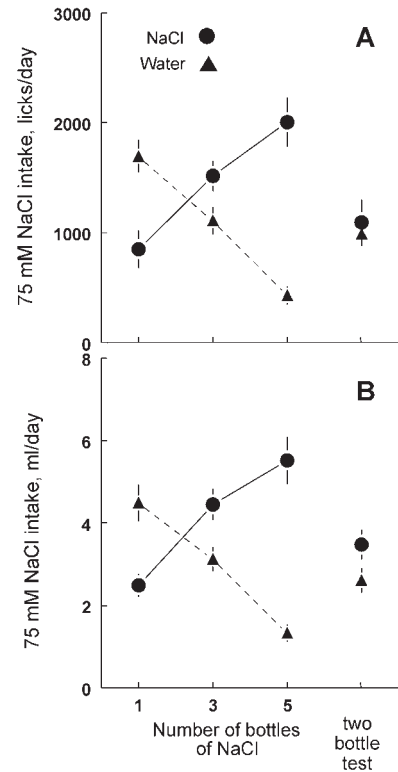 3000
A
NaCl
Water
2000
1000
0
75 mM NaCl intake, licks/day
8
B
6
4
2
0
75 mM NaCl intake, ml/day
1 3 5
Number of bottles
of NaCl
two
bottle
test